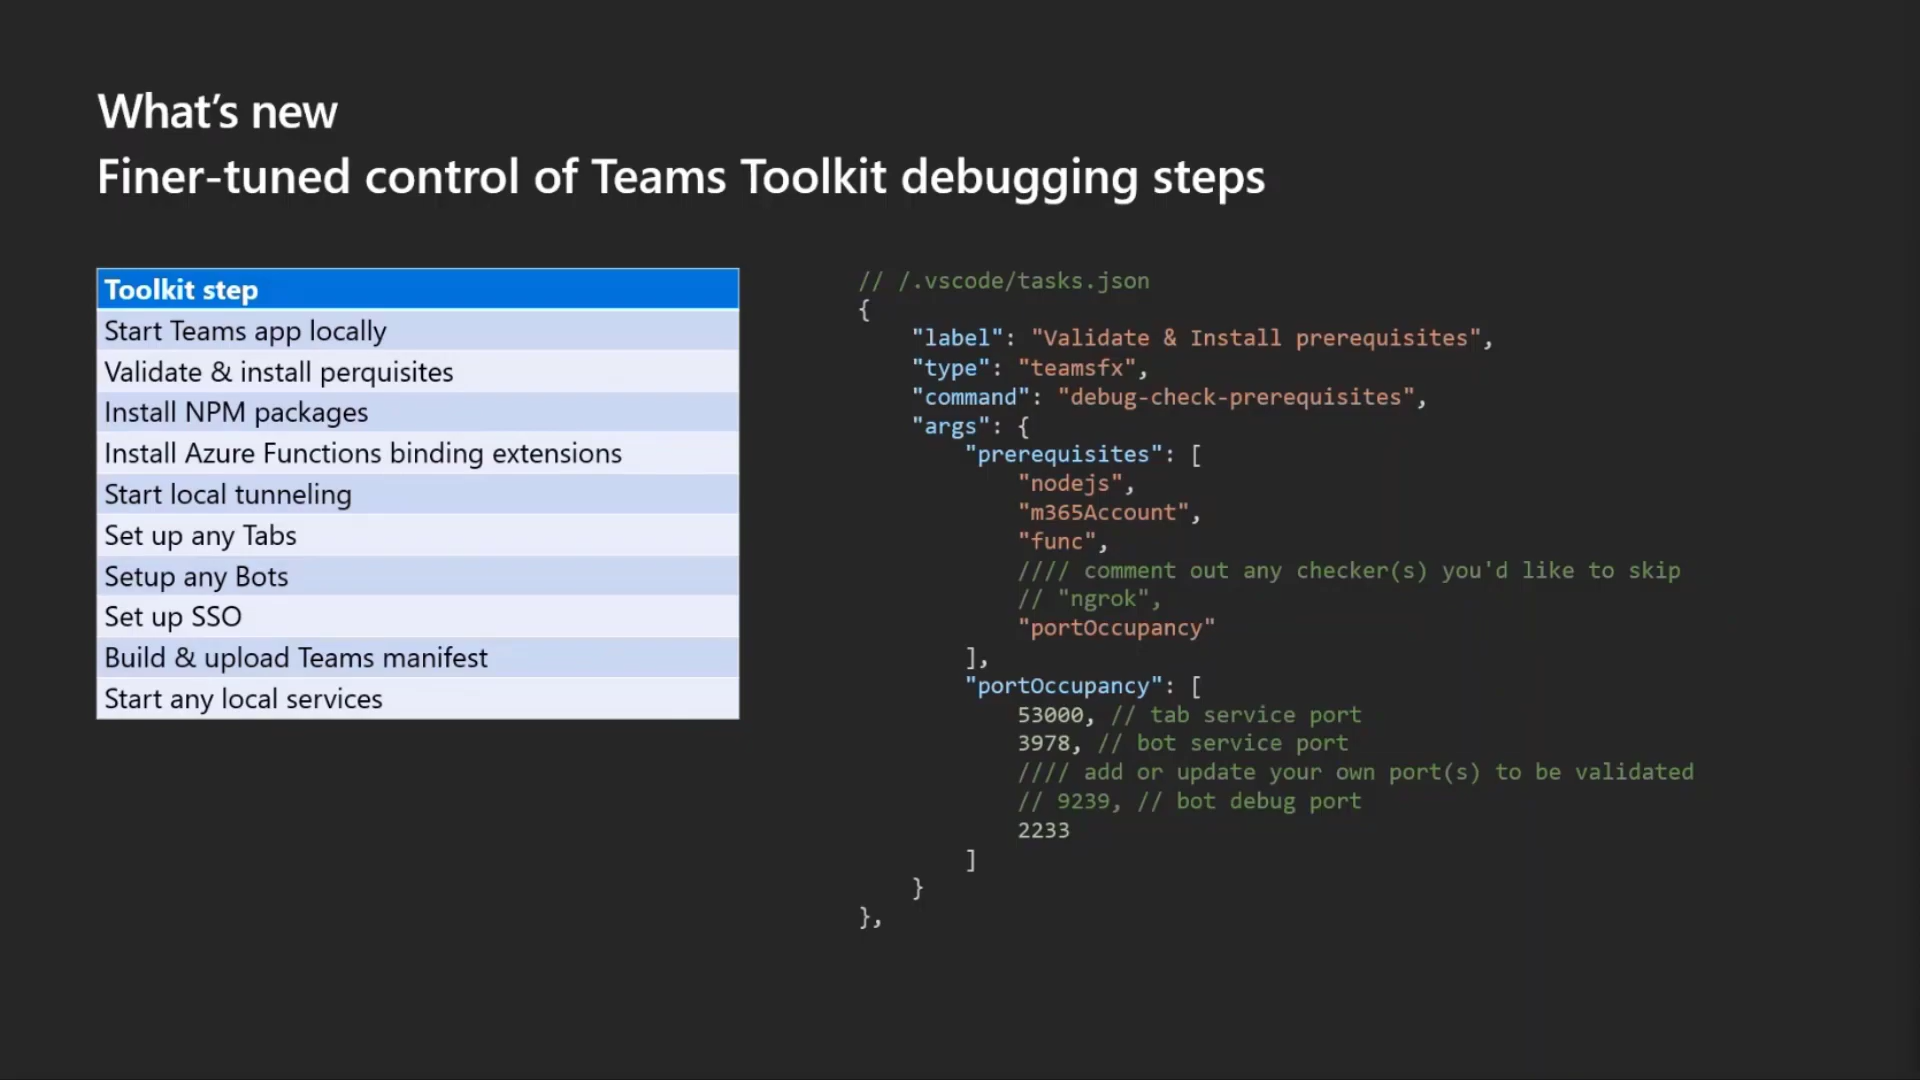 What's new
Finer-tuned control of Teams Toolkit debugging steps
Toolkit step
Start Teams app locally
Validate & install perquisites
Install NPM packages
Install Azure Functions binding extensions
Start local tunneling
Set up any Tabs
Setup any Bots
Set up SSO
Build & upload Teams manifest
Start any local services
// /.vscode/tasks.json
{
    "label": "Validate & Install prerequisites",
    "type": "teamsfx",
    "command": "debug-check-prerequisites",
    "args": {
        "prerequisites": [
            "nodejs",
            "m365Account",
            "func",
            //// comment out any checker(s) you'd like to skip
            // "ngrok",
            "portOccupancy"
        ],
        "portOccupancy": [
            53000, // tab service port
            3978, // bot service port
            //// add or update your own port(s) to be validated
            // 9239, // bot debug port
            2233
        ]
    }
},